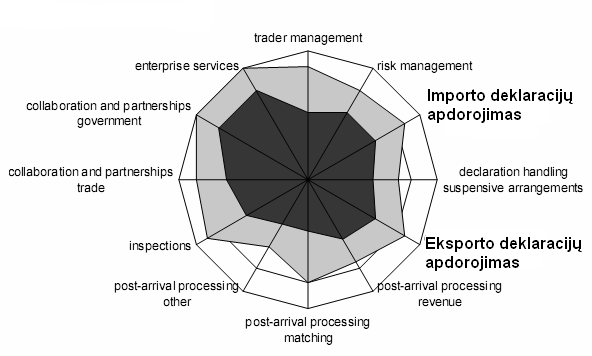 trader management
enterprise services
risk management
collaboration and partnerships
government
Importo deklaracijų
apdorojimas
collaboration and partnerships
trade
declaration handling
suspensive arrangements
inspections
Eksporto deklaracijų
apdorojimas
post-arrival processing
other
post-arrival processing
revenue
post-arrival processing
matching